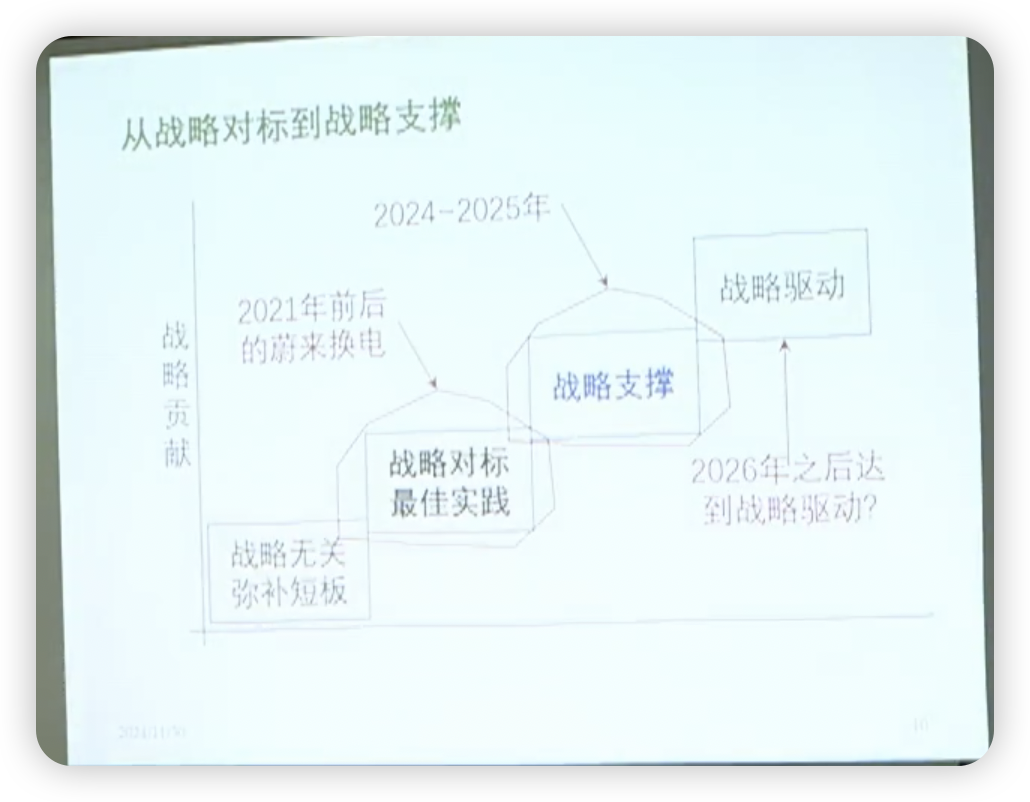 从战略对标到战略支撑
2024-2025年
战略驱动
2021年前后
的蔚来换电
战
略
贡
献
战略支撑
战略对标
最佳实践
2026年之后达
到战略驱动?
战略无关
弥补短板
2024/11/30
10